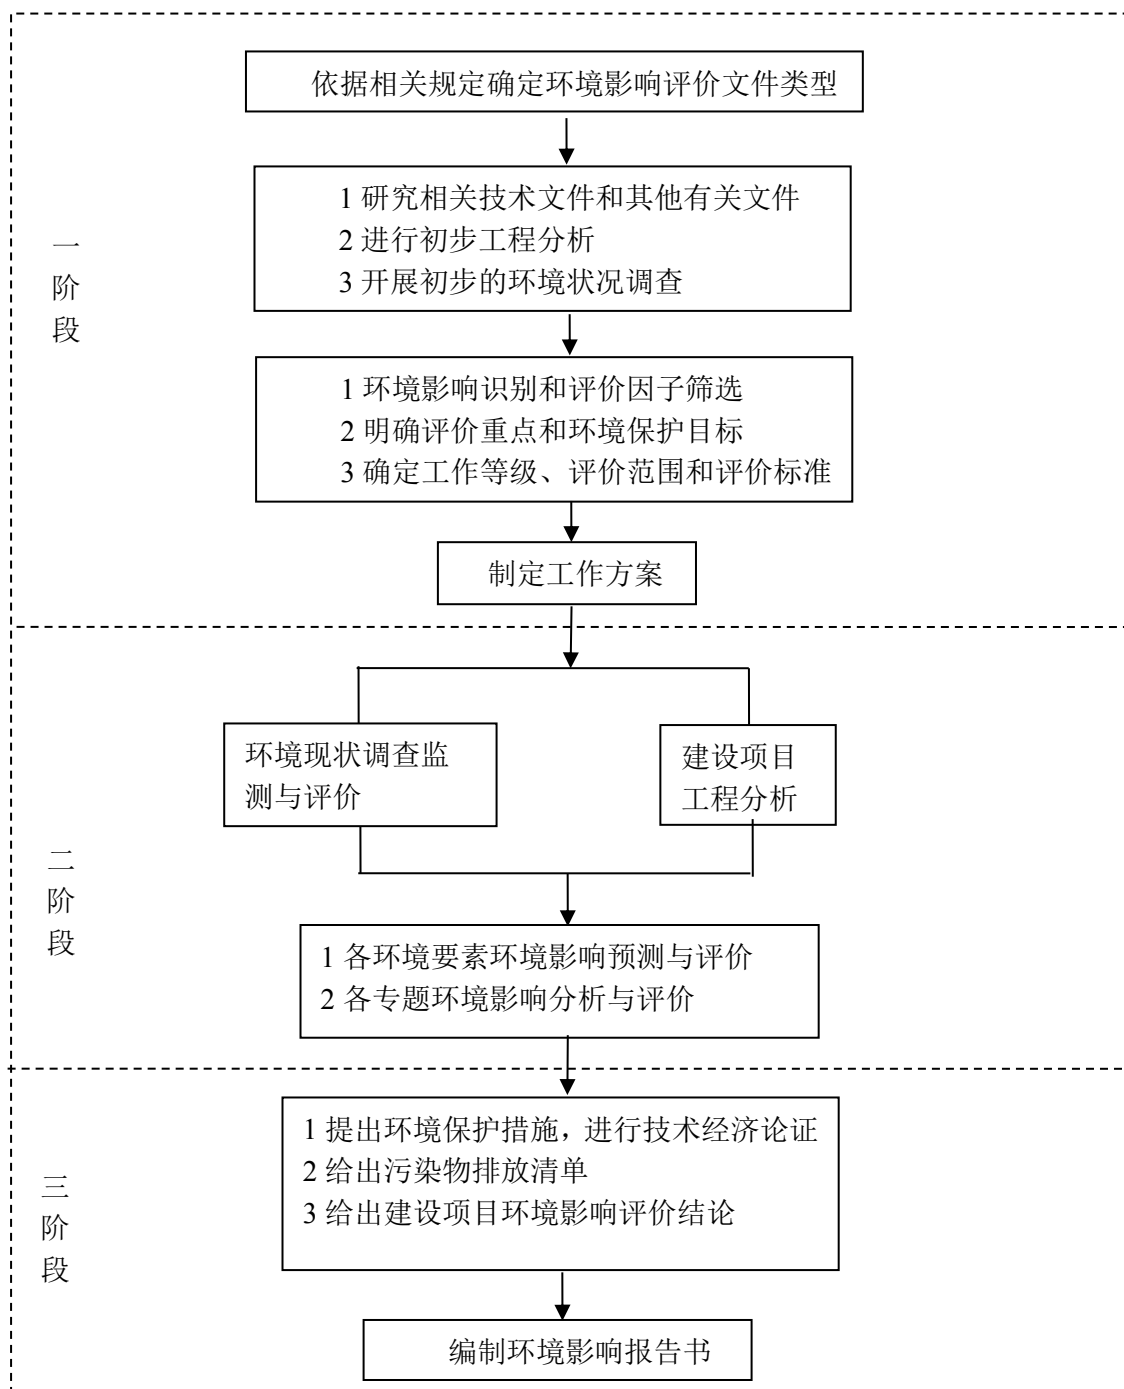 依据相关规定确定环境影响评价文件类型
1 研究相关技术文件和其他有关文件
2 进行初步工程分析
3 开展初步的环境状况调查
一
阶
段
1 环境影响识别和评价因子筛选
2 明确评价重点和环境保护目标
3 确定工作等级、评价范围和评价标准
制定工作方案
环境现状调查监
测与评价
建设项目
工程分析
二
阶
段
1 各环境要素环境影响预测与评价
2 各专题环境影响分析与评价
1 提出环境保护措施，进行技术经济论证
2 给出污染物排放清单
3 给出建设项目环境影响评价结论
三
阶
段
编制环境影响报告书